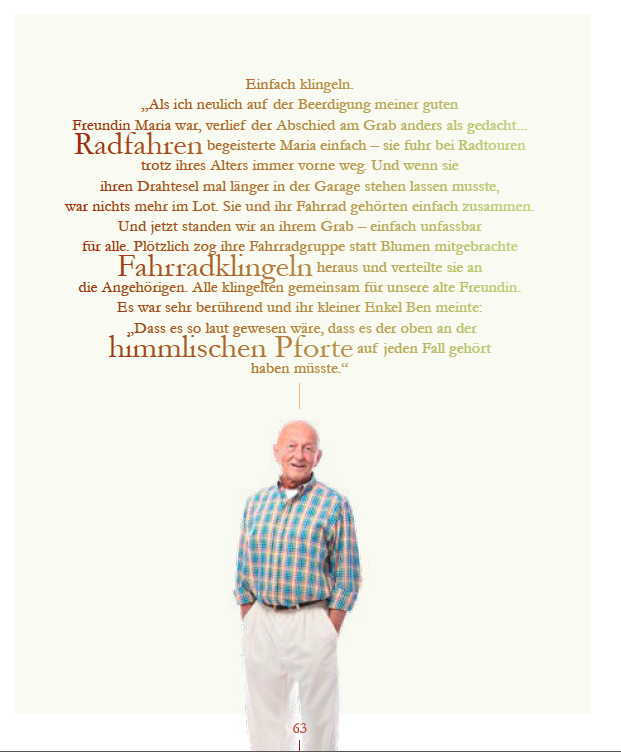 Einfach klingeln.
„Als ich neulich auf der Beerdigung meiner guten
Freundin Maria war, verlief der Abschied am Grab anders als gedacht...
Radfahren begeisterte Maria einfach – sie fuhr bei Radtouren
trotz ihres Alters immer vorne weg. Und wenn sie
ihren Drahtesel mal länger in der Garage stehen lassen musste,
war nichts mehr im Lot. Sie und ihr Fahrrad gehörten einfach zusammen.
Und jetzt standen wir an ihrem Grab – einfach unfassbar
für alle. Plötzlich zog ihre Fahrradgruppe statt Blumen mitgebrachte
Fahrradklingeln heraus und verteilte sie an
die Angehörigen. Alle klingelten gemeinsam für unsere alte Freundin.
Es war sehr berührend und ihr kleiner Enkel Ben meinte:
„Dass es so laut gewesen wäre, dass es der oben an der
himmlischen Pforte auf jeden Fall gehört
haben müsste.“
63